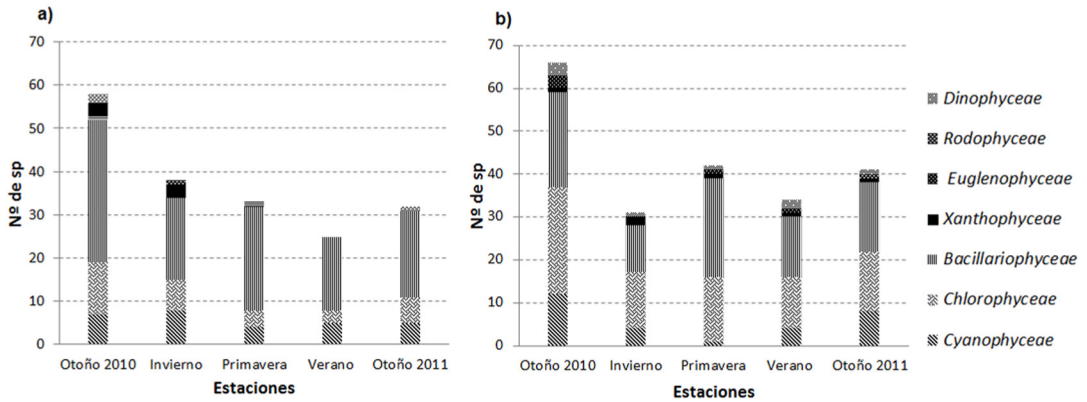 a)
70
60
50
40
30
20
10
0
Nº de sp
Otoño 2010 Invierno Primavera Verano Otoño 2011
Estaciones
b)
70
60
50
40
30
20
10
0
Nº de sp
Otoño 2010 Invierno Primavera Verano Otoño 2011
Estaciones
Dinophyceae
Rodophyceae
Euglenophyceae
Xanthophyceae
Bacillariophyceae
Chlorophyceae
Cyanophyceae